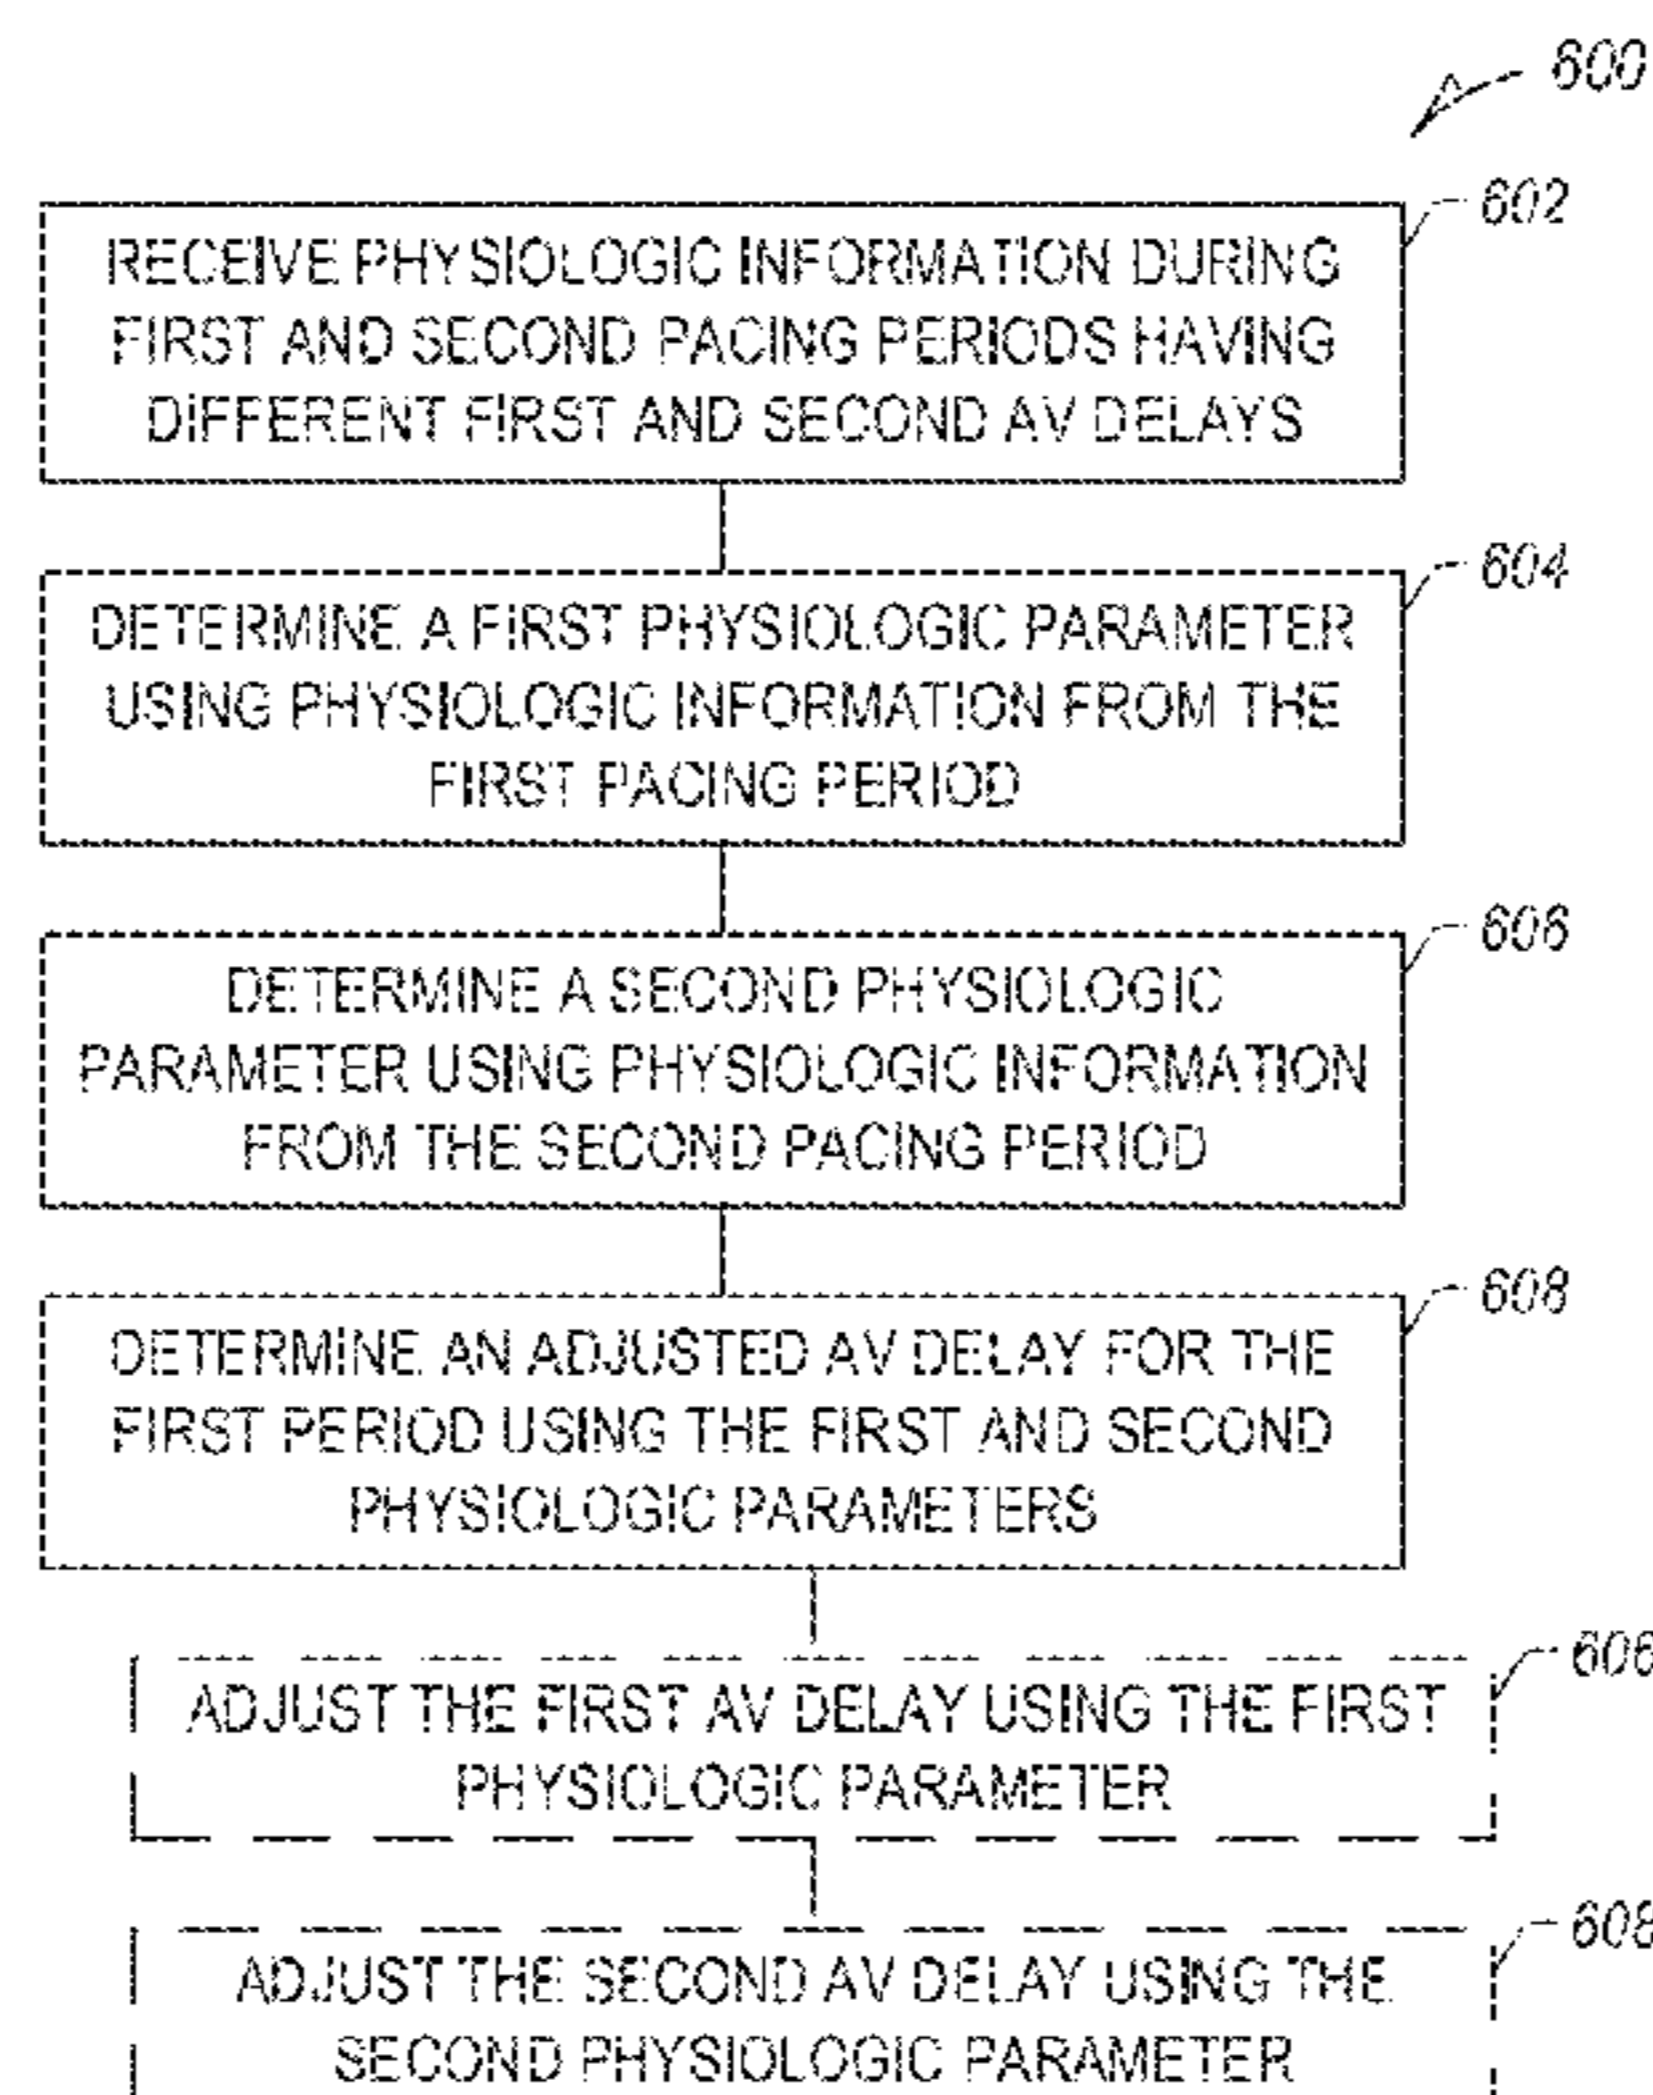 600
602
RECEIVE PHYSIOLOGIC INFORMATION DURING
FIRST AND SECOND PACING PERIODS HAVING
DIFFERENT FIRST AND SECOND AV DELAYS
604
DETERMINE A FIRST PHYSIOLOGIC PARAMETER
USING PHYSIOLOGIC INFORMATION FROM THE
FIRST PACING PERIOD
606
DETERMINE A SECOND PHYSIOLOGIC
PARAMETER USING PHYSIOLOGIC INFORMATION
FROM THE SECOND PACING PERIOD
608
DETERMINE AN ADJUSTED AV DELAY FOR THE
FIRST PERIOD USING THE FIRST AND SECOND
PHYSIOLOGIC PARAMETERS
606
ADJUST THE FIRST AV DELAY USING THE FIRST
PHYSIOLOGIC PARAMETER
608
ADJUST THE SECOND AV DELAY USING THE
SECOND PHYSIOLOGIC PARAMETER